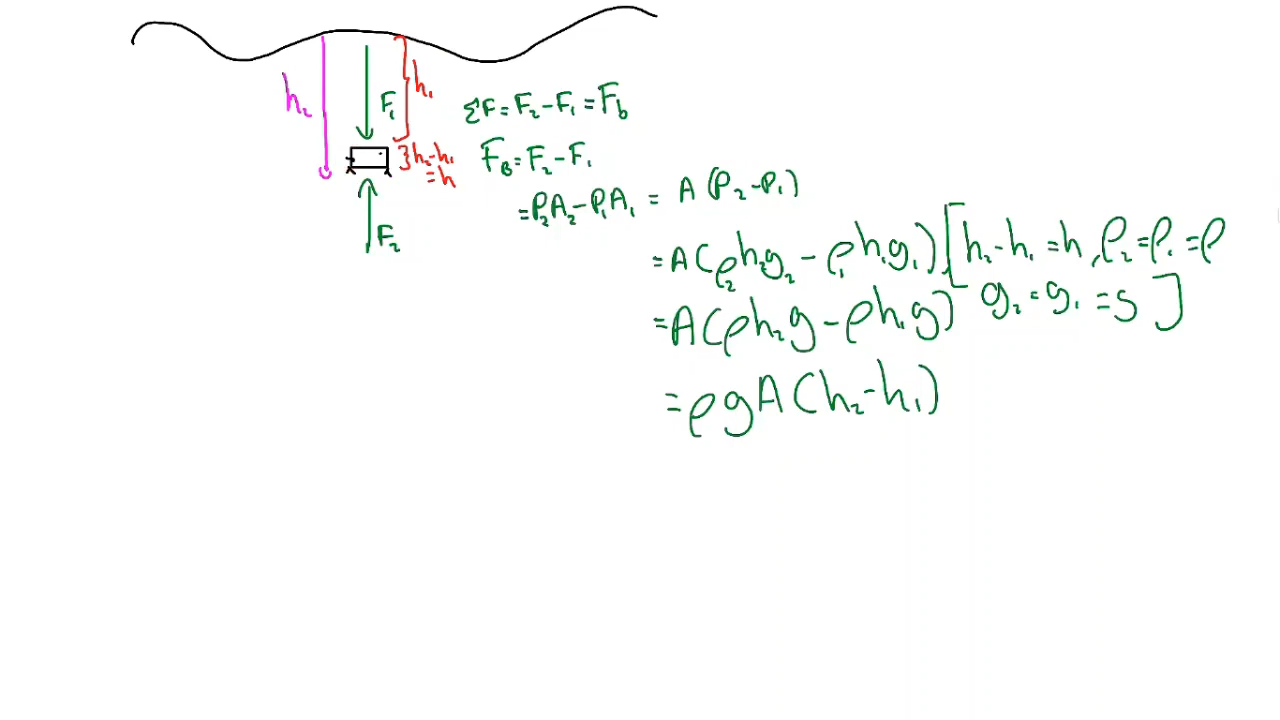 h₂
F₁
h₁
h₂-h₁
=h
F₂
ΣF=F₂-F₁=F_b
F_B=F₂-F₁
=P₂A₂-P₁A₁ = A(P₂-P₁)
=A(ρ₂h₂g₂-ρ₁h₁g₁) [h₂-h₁=h, ρ₂=ρ₁=ρ
g₂=g₁=g]
=A(ρh₂g-ρh₁g)
=ρgA(h₂-h₁)